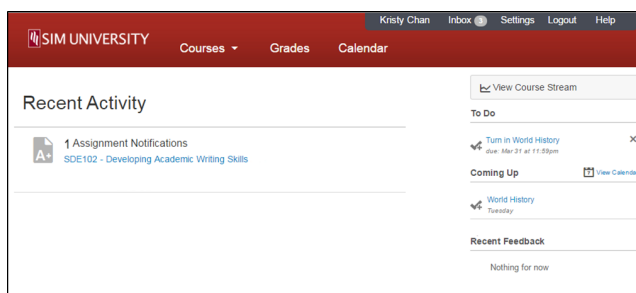 Kristy Chan Inbox 3 Settings Logout Help
SIM UNIVERSITY
Courses Grades Calendar
View Course Stream
Recent Activity
To Do
1 Assignment Notifications
A+
SDE102 - Developing Academic Writing Skills
Turn in World History
due: Mar 31 at 11:59pm
Coming Up
View Calenda
World History
Tuesday
Recent Feedback
Nothing for now